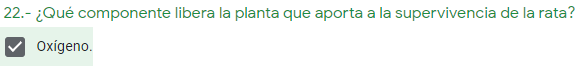 22.- ¿Qué componente libera la planta que aporta a la supervivencia de la rata?
Oxígeno.